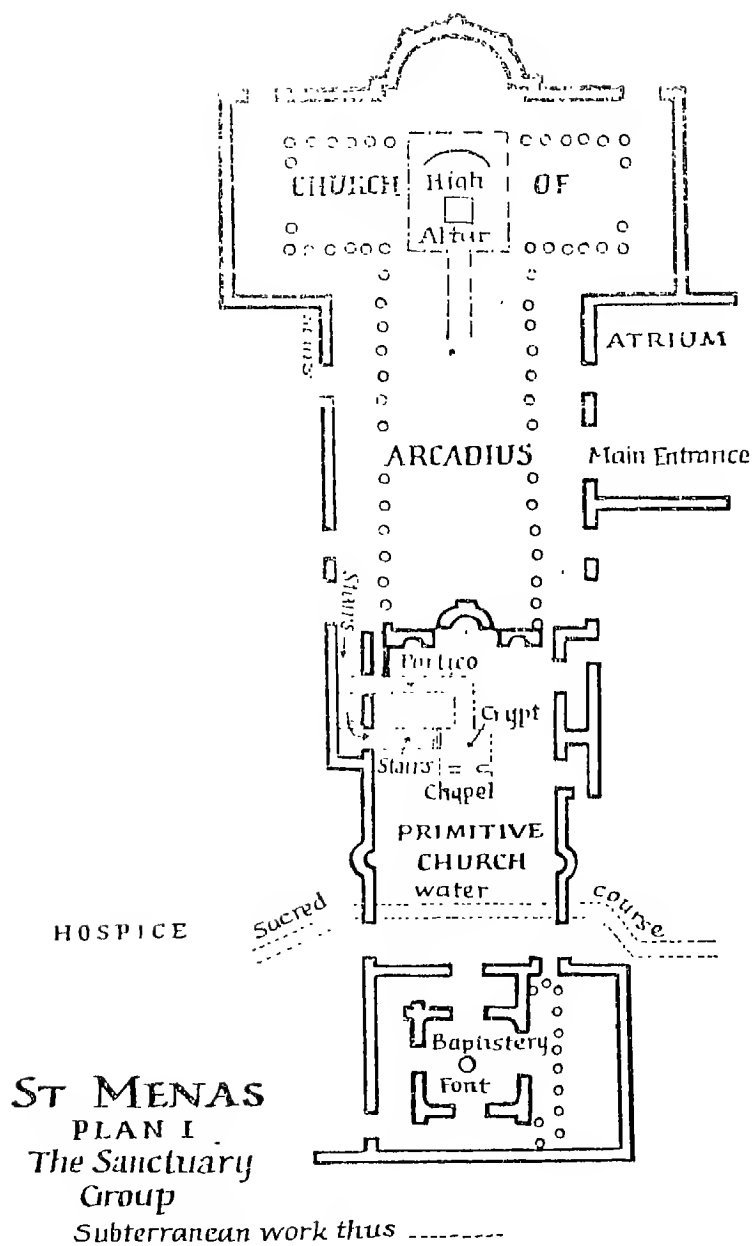 CHURCH High OF
Altar
Stairs
ATRIUM
ARCADIUS
Main Entrance
Stairs
Portico
Crypt
Stairs
Chapel
PRIMITIVE
CHURCH
Sacred water course
HOSPICE
Baptistery
Font
ST MENAS
PLAN I
The Sanctuary
Group
Subterranean work thus -------